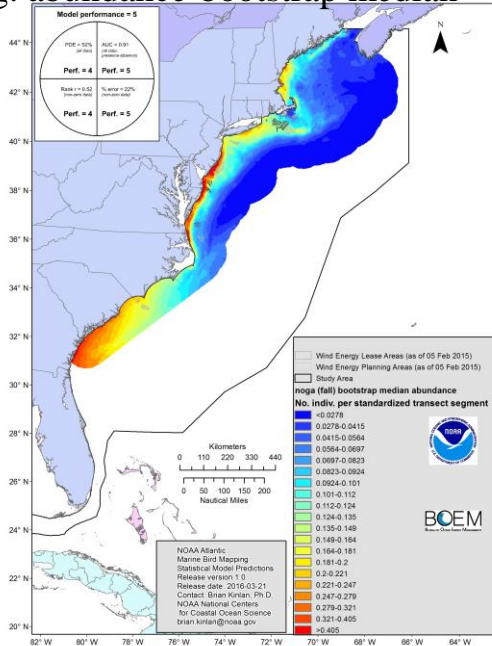 g. abundance bootstrap median
Model performance = 5
PDE = 52%
(all data)
AUC = 0.91
Perf. = 4
Perf. = 5
Rank r = 0.52
(non-zero data)
% error = 22%
(non-zero data)
Perf. = 4
Perf. = 5
N
44° N
42° N
40° N
38° N
36° N
34° N
32° N
30° N
28° N
26° N
24° N
22° N
20° N
Wind Energy Lease Areas (as of 05 Feb 2015)
Wind Energy Planning Areas (as of 05 Feb 2015)
Study Area
noga (fall) bootstrap median abundance
No. indiv. per standardized transect segment
<0.0278
0.0278-0.0415
0.0415-0.0564
0.0564-0.0697
0.0697-0.0823
0.0823-0.0924
0.0924-0.101
0.101-0.112
0.112-0.124
0.124-0.135
0.135-0.149
0.149-0.164
0.164-0.181
0.181-0.2
0.2-0.221
0.221-0.247
0.247-0.279
0.279-0.321
0.321-0.405
>0.405
NOAA
BOEM
Kilometers
0 110 220 330 440
0 50 100 150 200
Nautical Miles
NOAA Atlantic
Marine Bird Mapping
Statistical Model Predictions
Release version 1.0
Release date: 2016-03-21
Contact: Brian Kinlan, Ph.D.
NOAA National Centers
for Coastal Ocean Science
brian.kinlan@noaa.gov
82° W 80° W 78° W 76° W 74° W 72° W 70° W 68° W 66° W 64° W